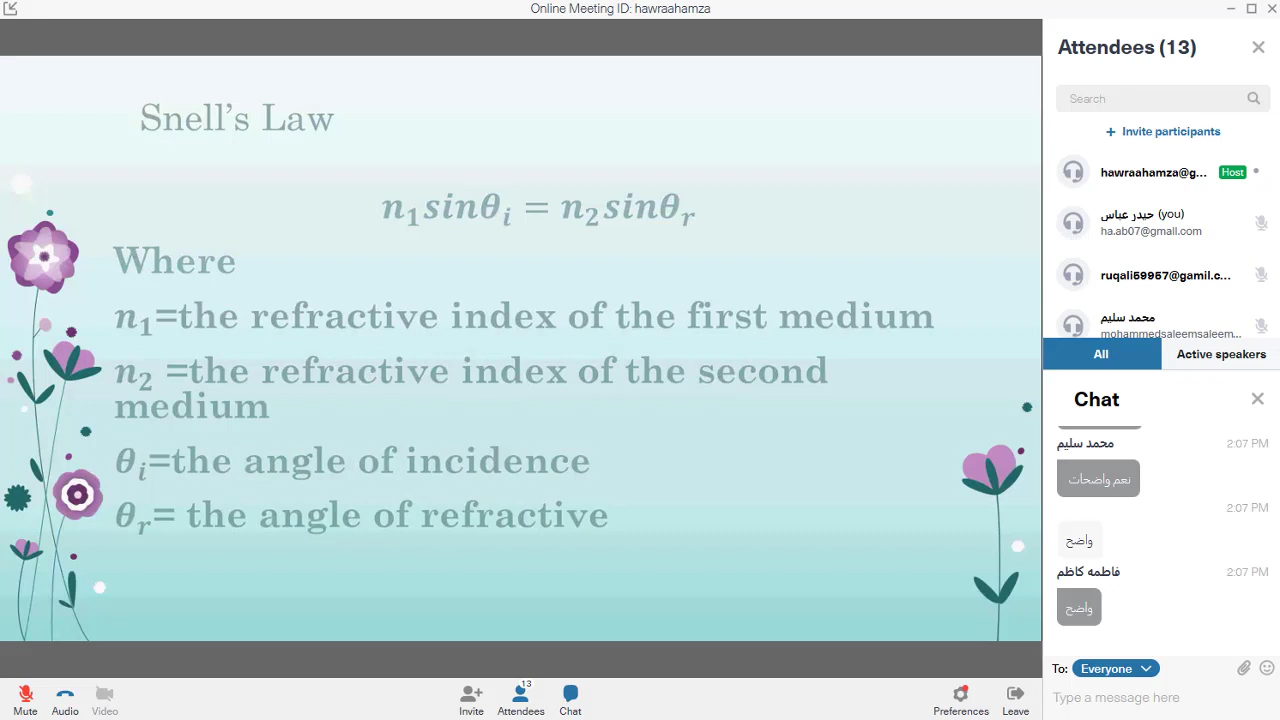 Online Meeting ID: hawraahamza
Snell's Law
n₁sinθᵢ = n₂sinθᵣ
Where
n₁=the refractive index of the first medium
n₂ =the refractive index of the second
medium
θᵢ=the angle of incidence
θᵣ= the angle of refractive
Attendees (13)
Search
+ Invite participants
hawraahamza@g... Host
حيدر عباس (you)
ha.ab07@gmail.com
ruqali59957@gamil.c...
محمد سليم
mohammedsaleemsaleem...
All
Active speakers
Chat
محمد سليم 2:07 PM
نعم واضحات
2:07 PM
واضح
فاطمه كاظم 2:07 PM
واضح
To: Everyone
Type a message here
Mute
Audio
Video
Invite
13
Attendees
Chat
Preferences
Leave